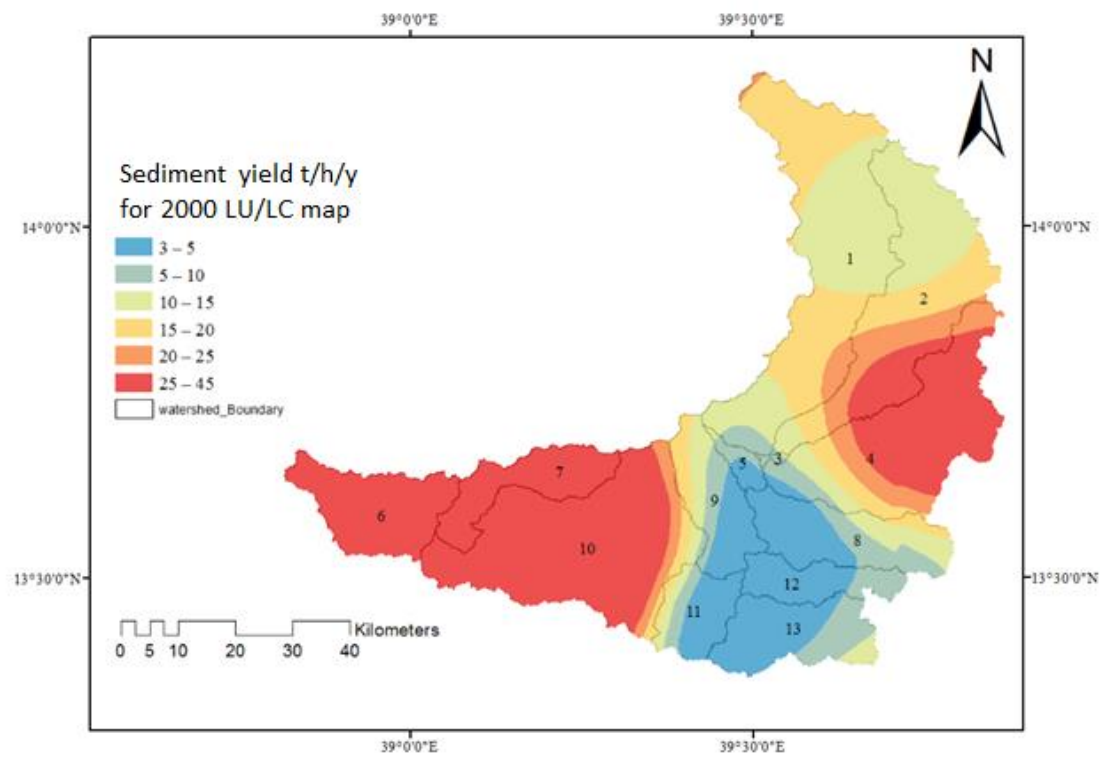 39°0'0"E 39°30'0"E
N
Sediment yield t/h/y
for 2000 LU/LC map
14°0'0"N 14°0'0"N
3 – 5
5 – 10
10 – 15
15 – 20
20 – 25
25 – 45
watershed_Boundary
1
2
3
4
5
6
7
8
9
10
11
12
13
13°30'0"N 13°30'0"N
Kilometers
0 5 10 20 30 40
39°0'0"E 39°30'0"E